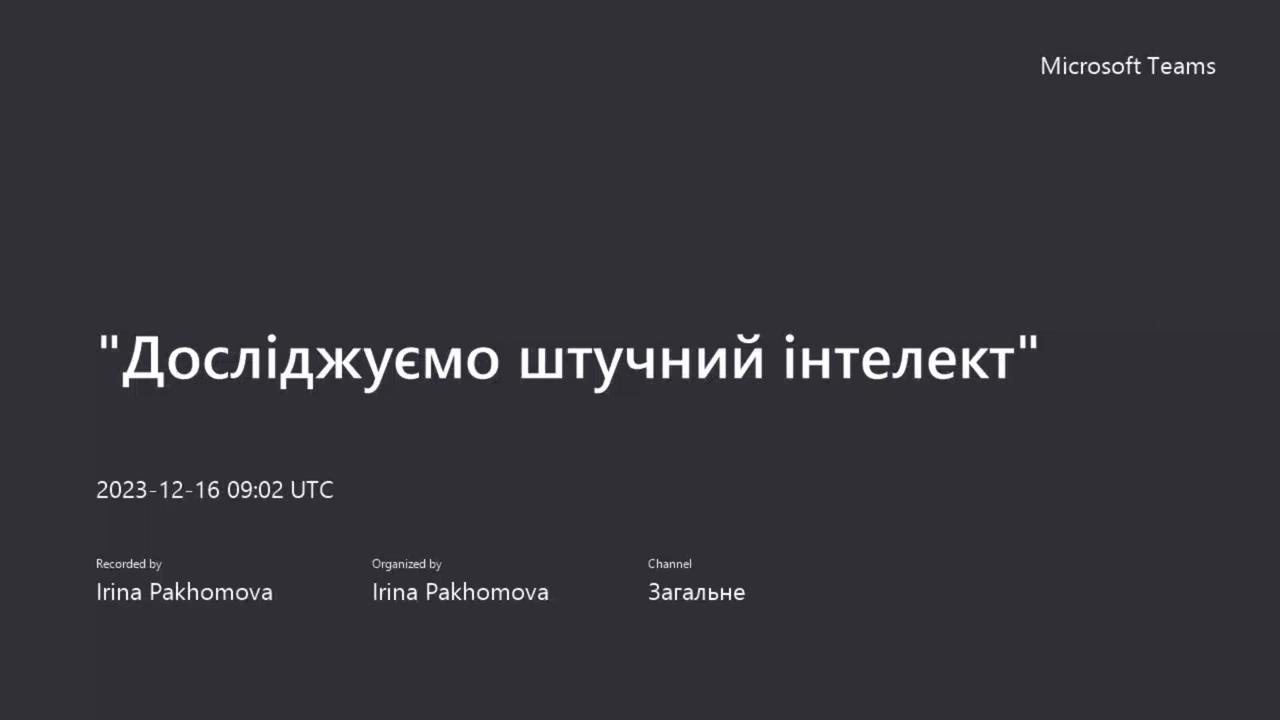 Microsoft Teams
"Досліджуємо штучний інтелект"
2023-12-16 09:02 UTC
Recorded by
Irina Pakhomova
Organized by
Irina Pakhomova
Channel
Загальне